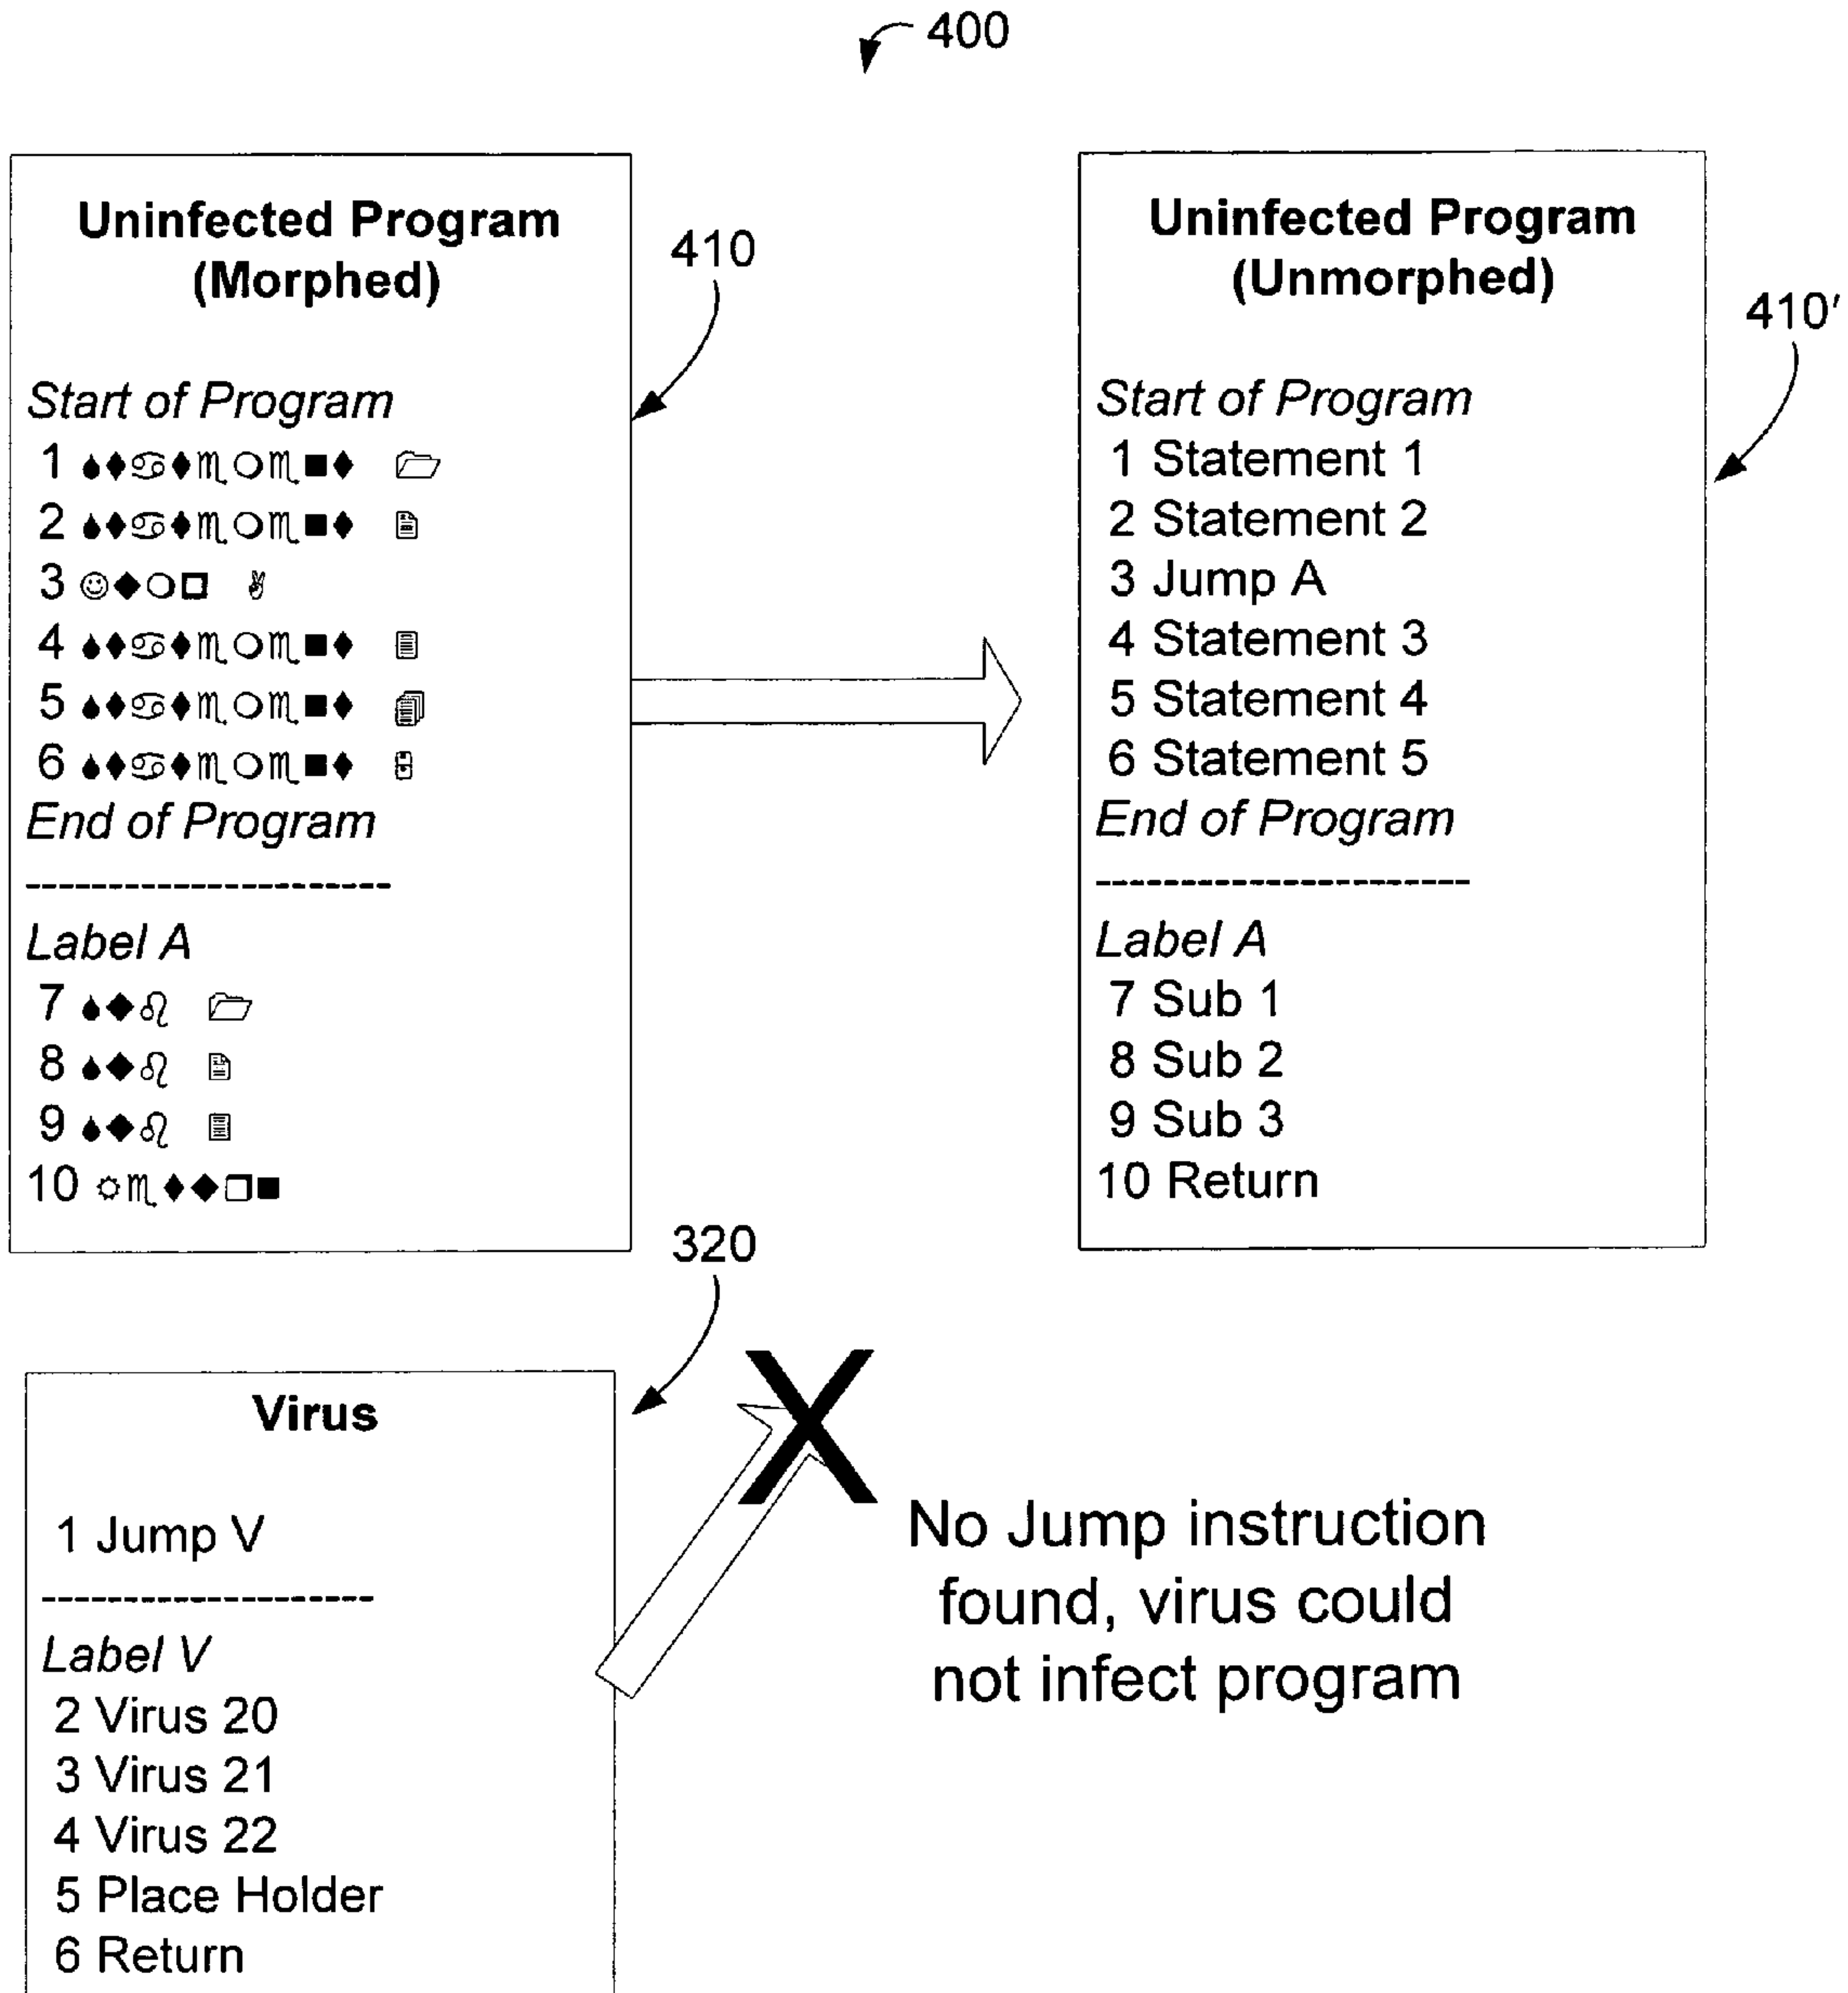 400
Uninfected Program
(Morphed)
410
Start of Program
1 ♦♋♦♏❍♏■♦ 🗁
2 ♦♋♦♏❍♏■♦ 🖹
3 ☺◆❍◻ ✌
4 ♦♋♦♏❍♏■♦ 🗏
5 ♦♋♦♏❍♏■♦ 🗐
6 ♦♋♦♏❍♏■♦ 🗄
End of Program
-----------------------
Label A
7 ◆♌ 🗁
8 ◆♌ 🖹
9 ◆♌ 🗏
10 ☼♏♦◆❒■
Uninfected Program
(Unmorphed)
410'
Start of Program
1 Statement 1
2 Statement 2
3 Jump A
4 Statement 3
5 Statement 4
6 Statement 5
End of Program
-----------------------
Label A
7 Sub 1
8 Sub 2
9 Sub 3
10 Return
320
Virus
1 Jump V
---------------------
Label V
2 Virus 20
3 Virus 21
4 Virus 22
5 Place Holder
6 Return
X
No Jump instruction
found, virus could
not infect program